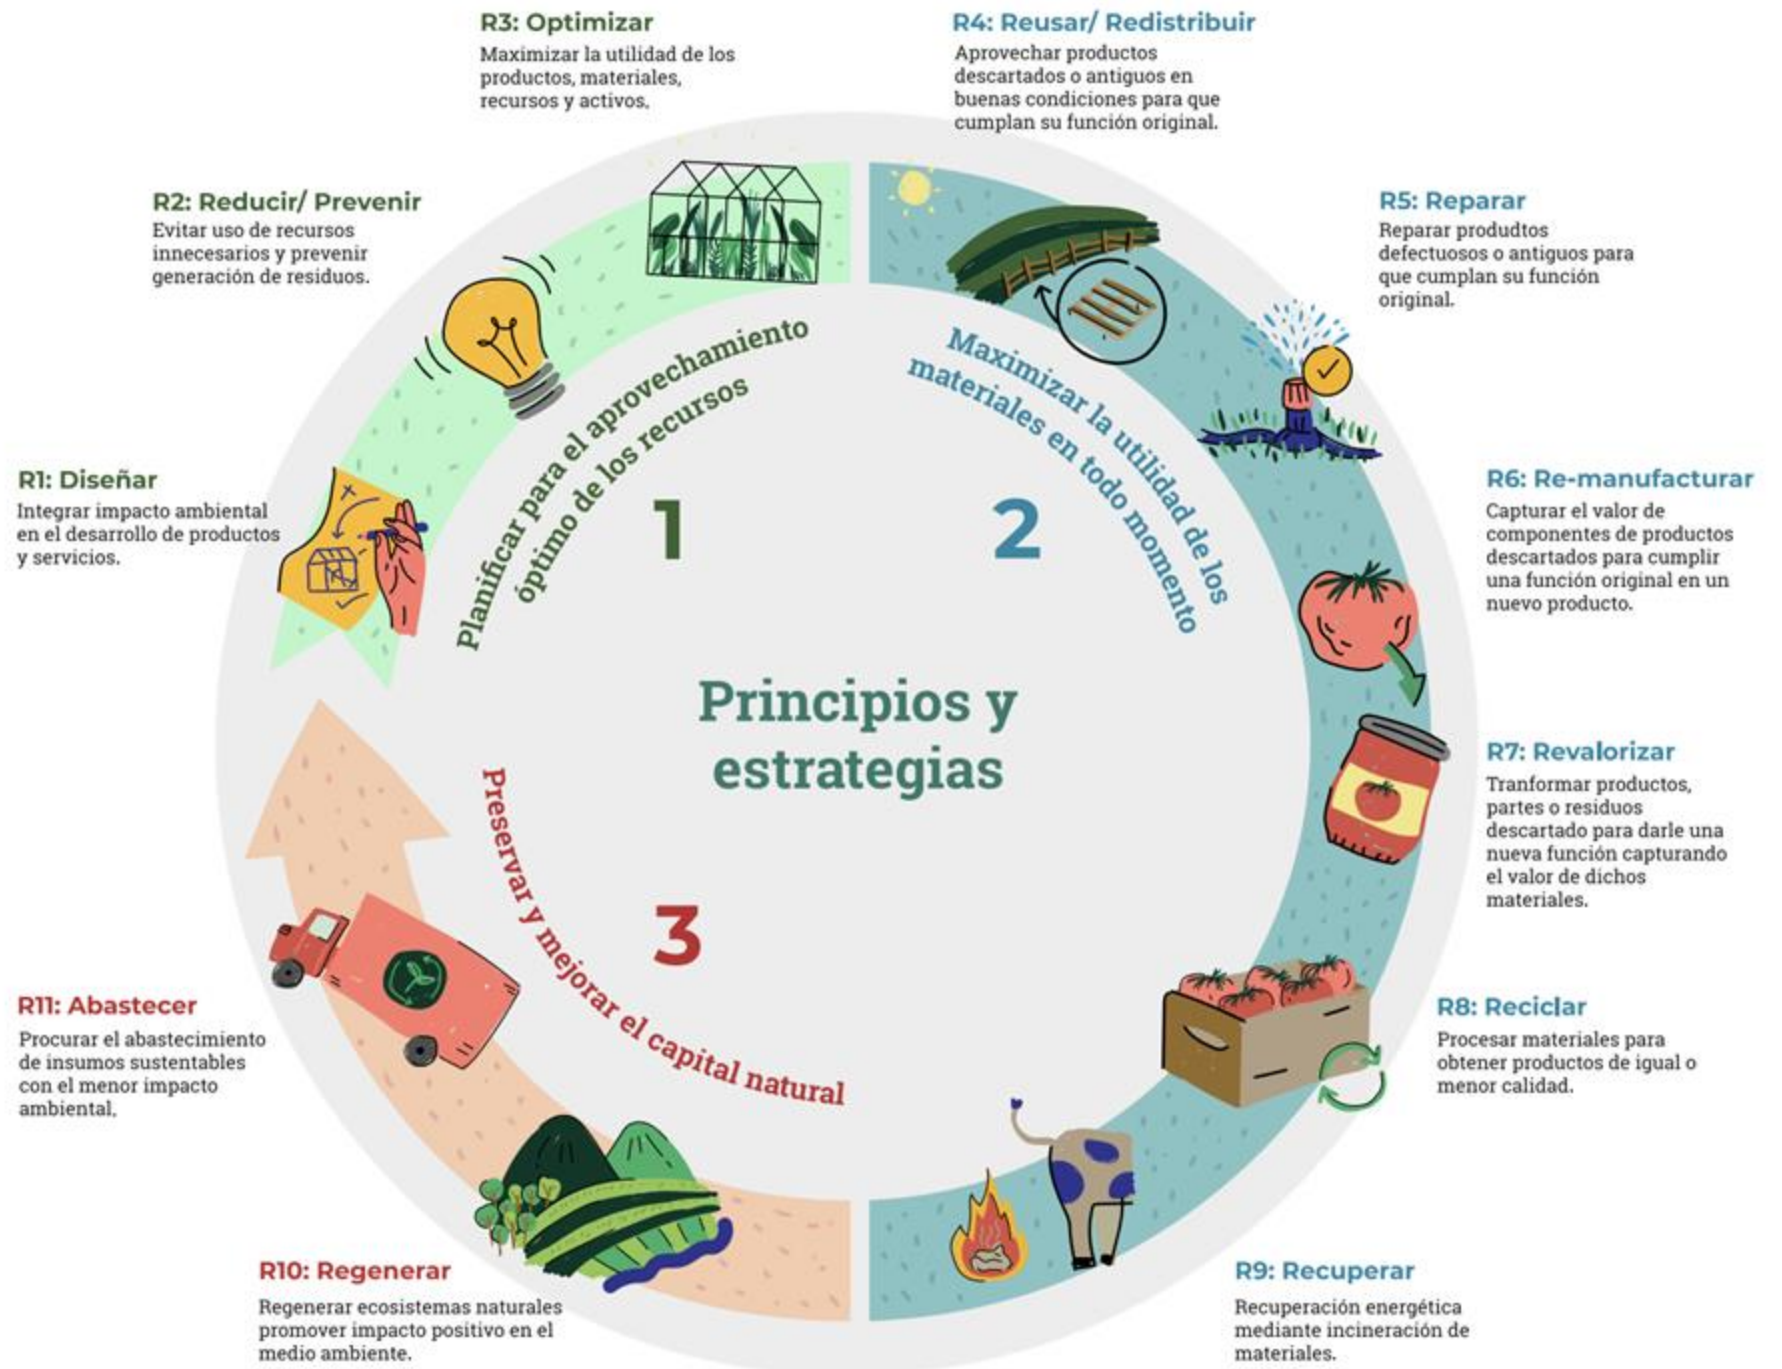 R3: Optimizar
Maximizar la utilidad de los
productos, materiales,
recursos y activos.
R4: Reusar/ Redistribuir
Aprovechar productos
descartados o antiguos en
buenas condiciones para que
cumplan su función original.
R2: Reducir/ Prevenir
Evitar uso de recursos
innecesarios y prevenir
generación de residuos.
R5: Reparar
Reparar produdtos
defectuosos o antiguos para
que cumplan su función
original.
R1: Diseñar
Integrar impacto ambiental
en el desarrollo de productos
y servicios.
Planificar para el aprovechamiento
óptimo de los recursos
1
Maximizar la utilidad de los
materiales en todo momento
2
R6: Re-manufacturar
Capturar el valor de
componentes de productos
descartados para cumplir
una función original en un
nuevo producto.
Principios y
estrategias
R7: Revalorizar
Tranformar productos,
partes o residuos
descartado para darle una
nueva función capturando
el valor de dichos
materiales.
Preservar y mejorar el capital natural
3
R11: Abastecer
Procurar el abastecimiento
de insumos sustentables
con el menor impacto
ambiental.
R8: Reciclar
Procesar materiales para
obtener productos de igual o
menor calidad.
R10: Regenerar
Regenerar ecosistemas naturales
promover impacto positivo en el
medio ambiente.
R9: Recuperar
Recuperación energética
mediante incineración de
materiales.